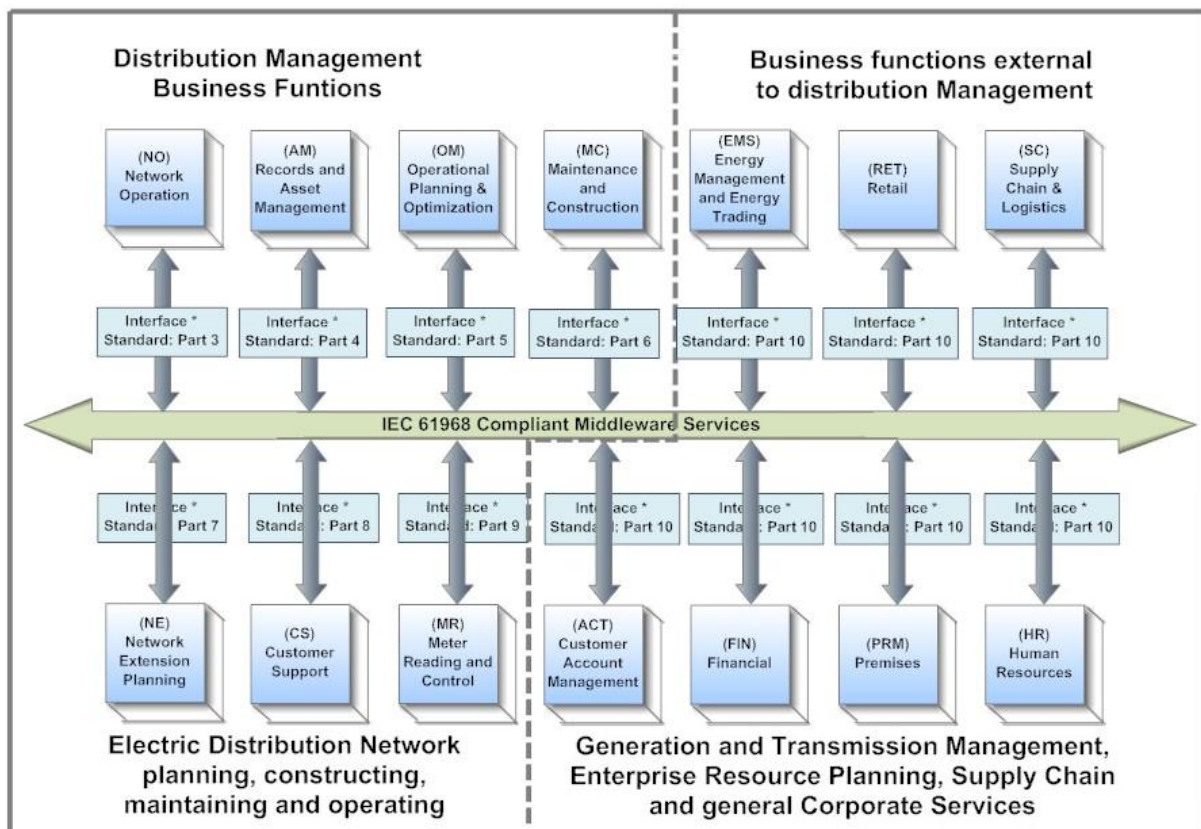 Distribution Management
Business Funtions
Business functions external
to distribution Management
(NO)
Network
Operation
(AM)
Records and
Asset
Management
(OM)
Operational
Planning &
Optimization
(MC)
Maintenance
and
Construction
(EMS)
Energy
Management
and Energy
Trading
(RET)
Retail
(SC)
Supply
Chain &
Logistics
Interface *
Standard: Part 3
Interface *
Standard: Part 4
Interface *
Standard: Part 5
Interface *
Standard: Part 6
Interface *
Standard: Part 10
Interface *
Standard: Part 10
Interface *
Standard: Part 10
IEC 61968 Compliant Middleware Services
Interface *
Standard: Part 7
Interface *
Standard: Part 8
Interface *
Standard: Part 9
Interface *
Standard: Part 10
Interface *
Standard: Part 10
Interface *
Standard: Part 10
Interface *
Standard: Part 10
(NE)
Network
Extension
Planning
(CS)
Customer
Support
(MR)
Meter
Reading and
Control
(ACT)
Customer
Account
Management
(FIN)
Financial
(PRM)
Premises
(HR)
Human
Resources
Electric Distribution Network
planning, constructing,
maintaining and operating
Generation and Transmission Management,
Enterprise Resource Planning, Supply Chain
and general Corporate Services